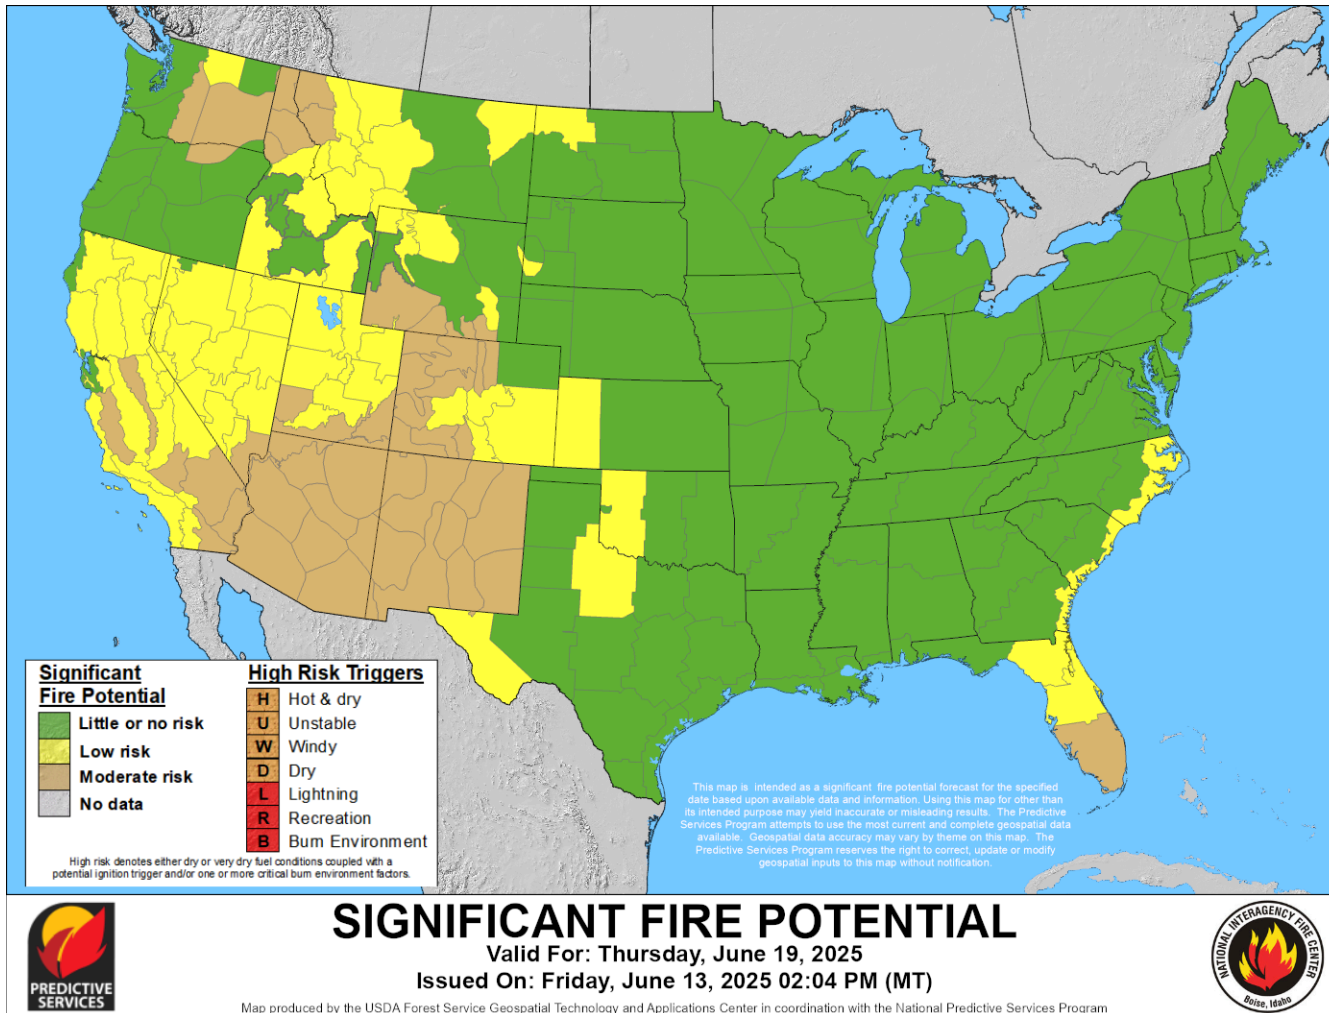 Significant
Fire Potential
Little or no risk
Low risk
Moderate risk
No data
High Risk Triggers
H Hot & dry
U Unstable
W Windy
D Dry
L Lightning
R Recreation
B Burn Environment
High risk denotes either dry or very dry fuel conditions coupled with a
potential ignition trigger and/or one or more critical burn environment factors.
This map is intended as a significant fire potential forecast for the specified
date based upon available data and information. Using this map for other than
its intended purpose may yield inaccurate or misleading results. The Predictive
Services Program attempts to use the most current and complete geospatial data
available. Geospatial data accuracy may vary by theme on this map. The
Predictive Services Program reserves the right to correct, update or modify
geospatial inputs to this map without notification.
PREDICTIVE
SERVICES
SIGNIFICANT FIRE POTENTIAL
Valid For: Thursday, June 19, 2025
Issued On: Friday, June 13, 2025 02:04 PM (MT)
Map produced by the USDA Forest Service Geospatial Technology and Applications Center in coordination with the National Predictive Services Program
NATIONAL INTERAGENCY FIRE CENTER
Boise, Idaho